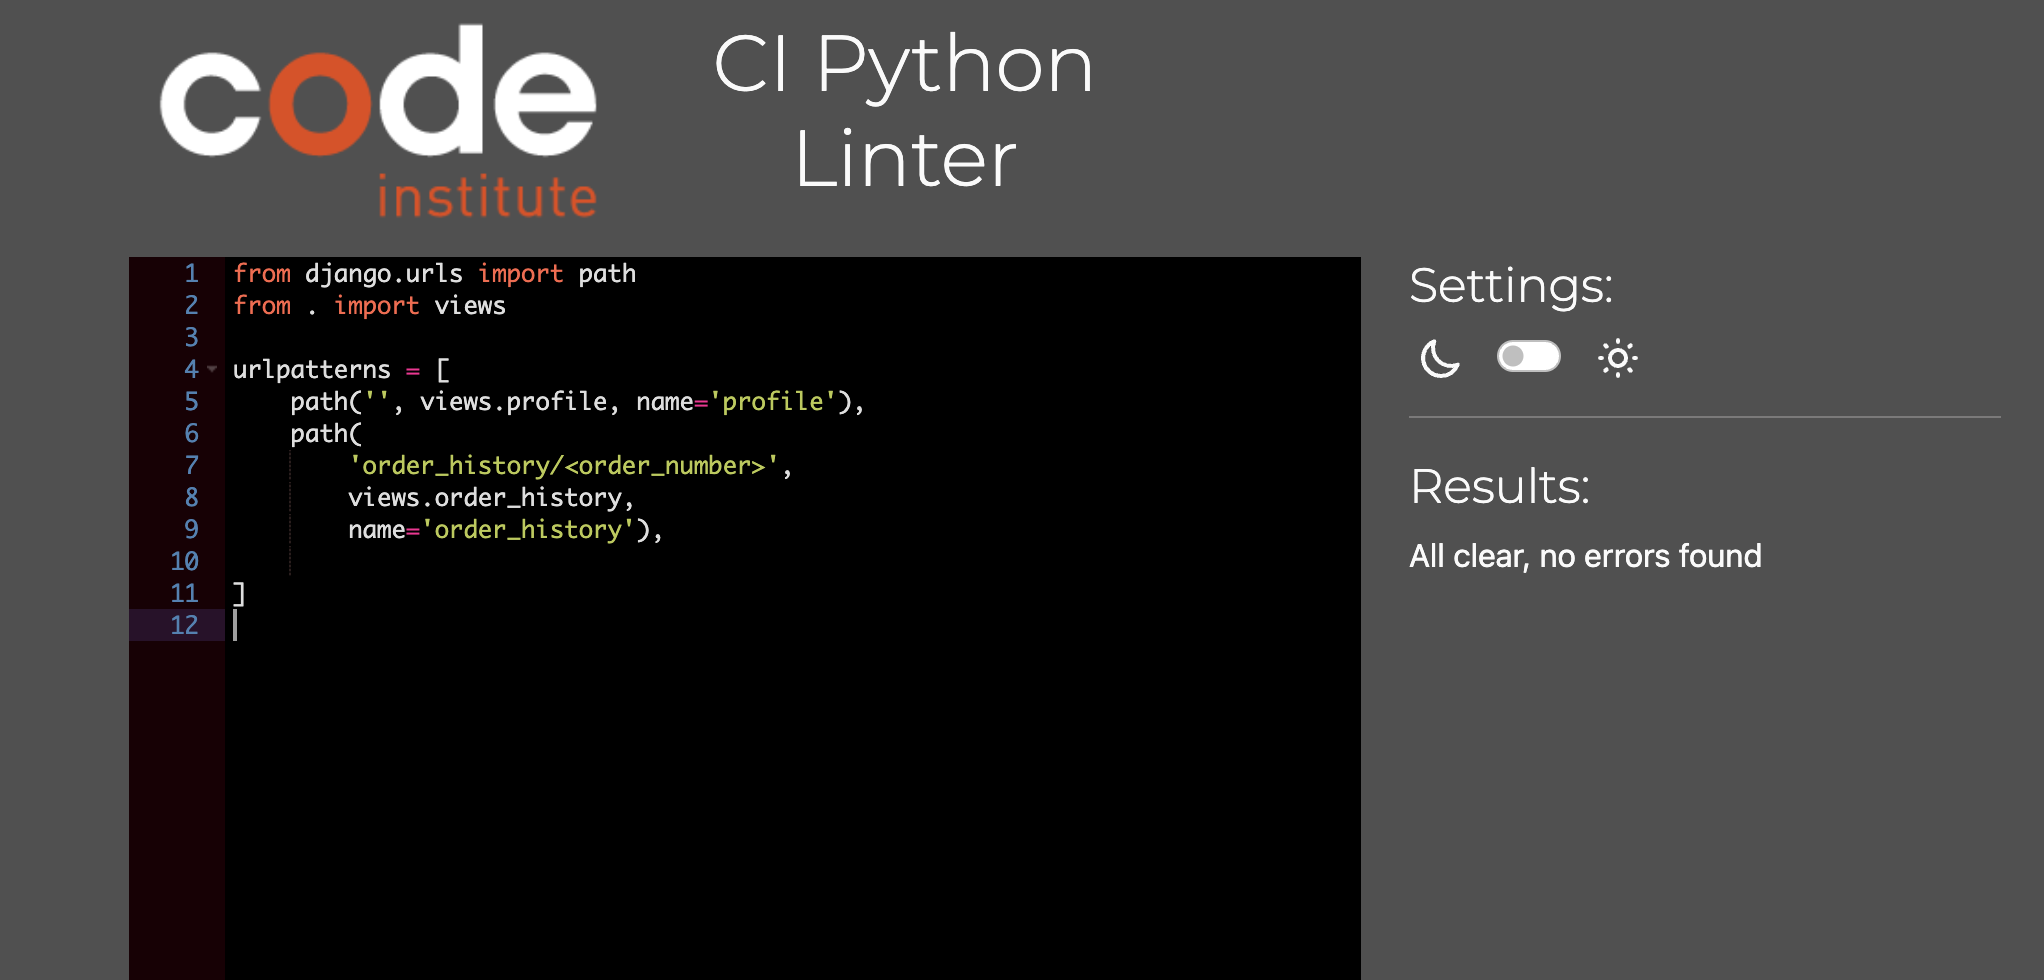 code
institute
CI Python
Linter
1 from django.urls import path
2 from . import views
3
4 urlpatterns = [
5     path('', views.profile, name='profile'),
6     path(
7         'order_history/<order_number>',
8         views.order_history,
9         name='order_history'),
10
11 ]
12
Settings:
Results:
All clear, no errors found